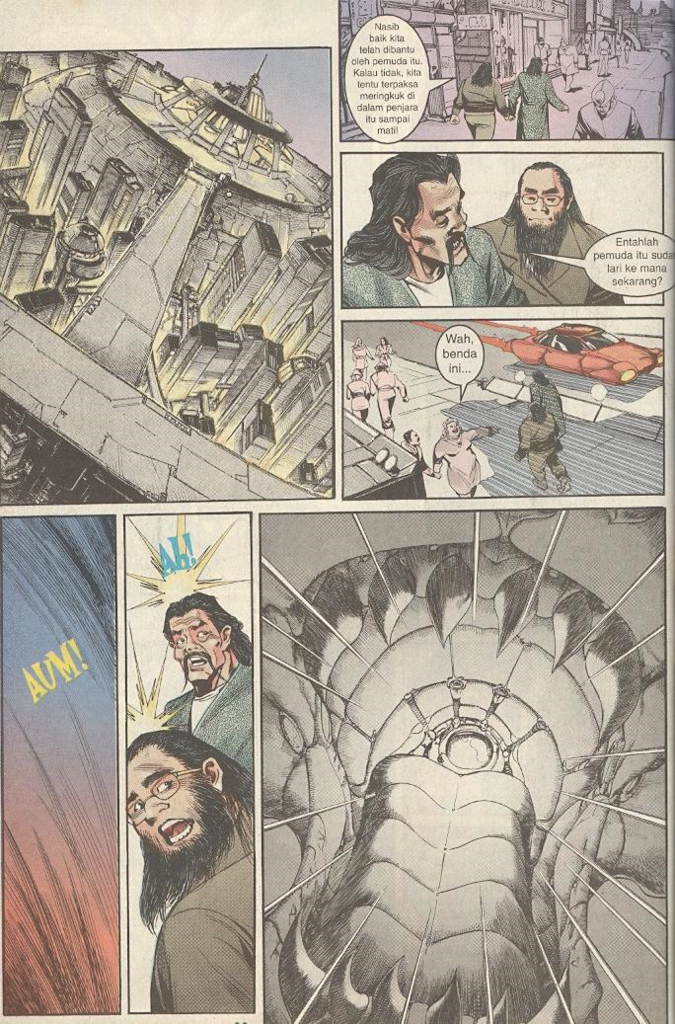 Nasib
baik kita
telah dibantu
oleh pemuda itu.
Kalau tidak, kita
tentu terpaksa
meringkuk di
dalam penjara
itu sampai
mati!
Entahlah
pemuda itu suda
lari ke mana
sekarang?
Wah,
benda
ini...
AUM!
AH!